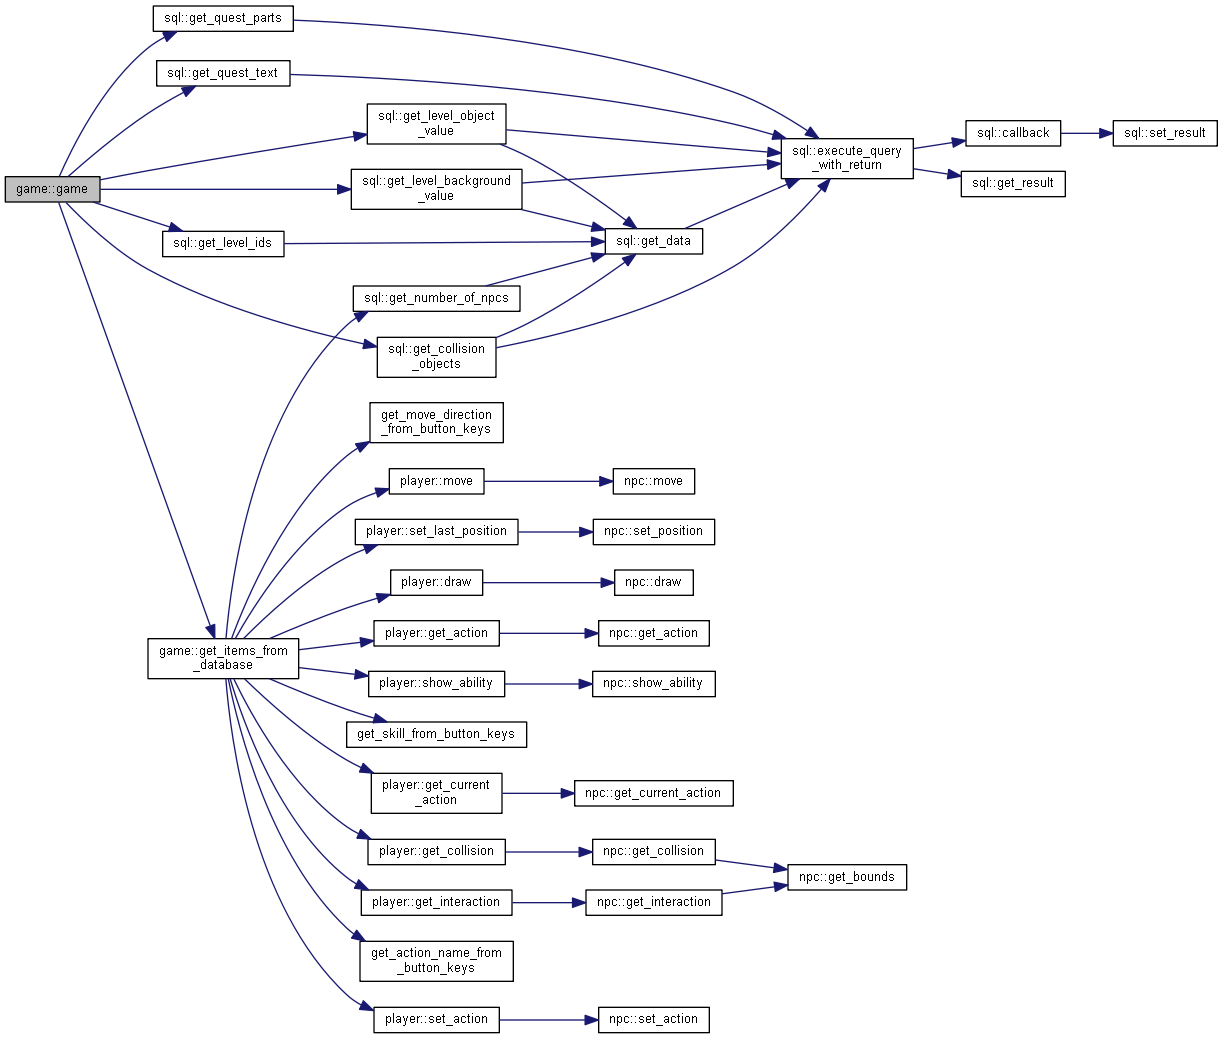 sql::get_quest_parts
sql::get_quest_text
sql::get_level_object
_value
sql::callback
sql::set_result
sql::execute_query
_with_return
game::game
sql::get_level_background
_value
sql::get_result
sql::get_level_ids
sql::get_data
sql::get_number_of_npcs
sql::get_collision
_objects
get_move_direction
_from_button_keys
player::move
npc::move
player::set_last_position
npc::set_position
player::draw
npc::draw
player::get_action
npc::get_action
game::get_items_from
_database
player::show_ability
npc::show_ability
get_skill_from_button_keys
player::get_current
_action
npc::get_current_action
player::get_collision
npc::get_collision
npc::get_bounds
player::get_interaction
npc::get_interaction
get_action_name_from
_button_keys
player::set_action
npc::set_action